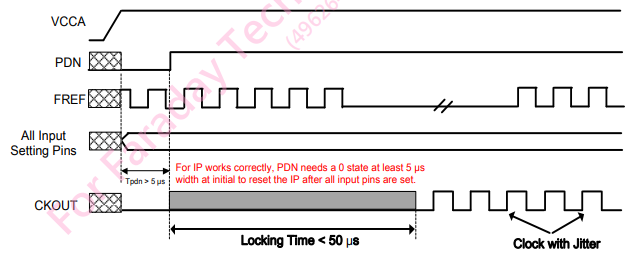 VCCA
PDN
FREF
All Input
Setting Pins
For IP works correctly, PDN needs a 0 state at least 5 μs
width at initial to reset the IP after all input pins are set.
Tpdn > 5 μs
CKOUT
Locking Time < 50 μs
Clock with Jitter
For Faraday Tech
(49626